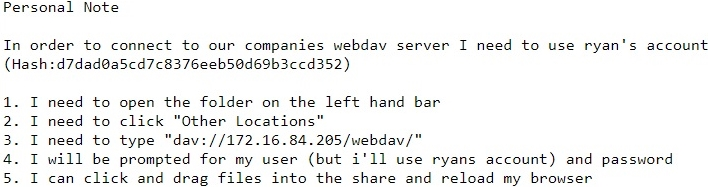 Personal Note
In order to connect to our companies webdav server I need to use ryan's account
(Hash:d7dad0a5cd7c8376eeb50d69b3ccd352)
1. I need to open the folder on the left hand bar
2. I need to click "Other Locations"
3. I need to type "dav://172.16.84.205/webdav/"
4. I will be prompted for my user (but i'll use ryans account) and password
5. I can click and drag files into the share and reload my browser